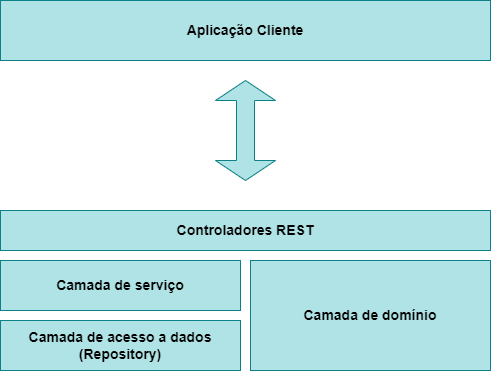 Aplicação Cliente
Controladores REST
Camada de serviço
Camada de acesso a dados
(Repository)
Camada de domínio